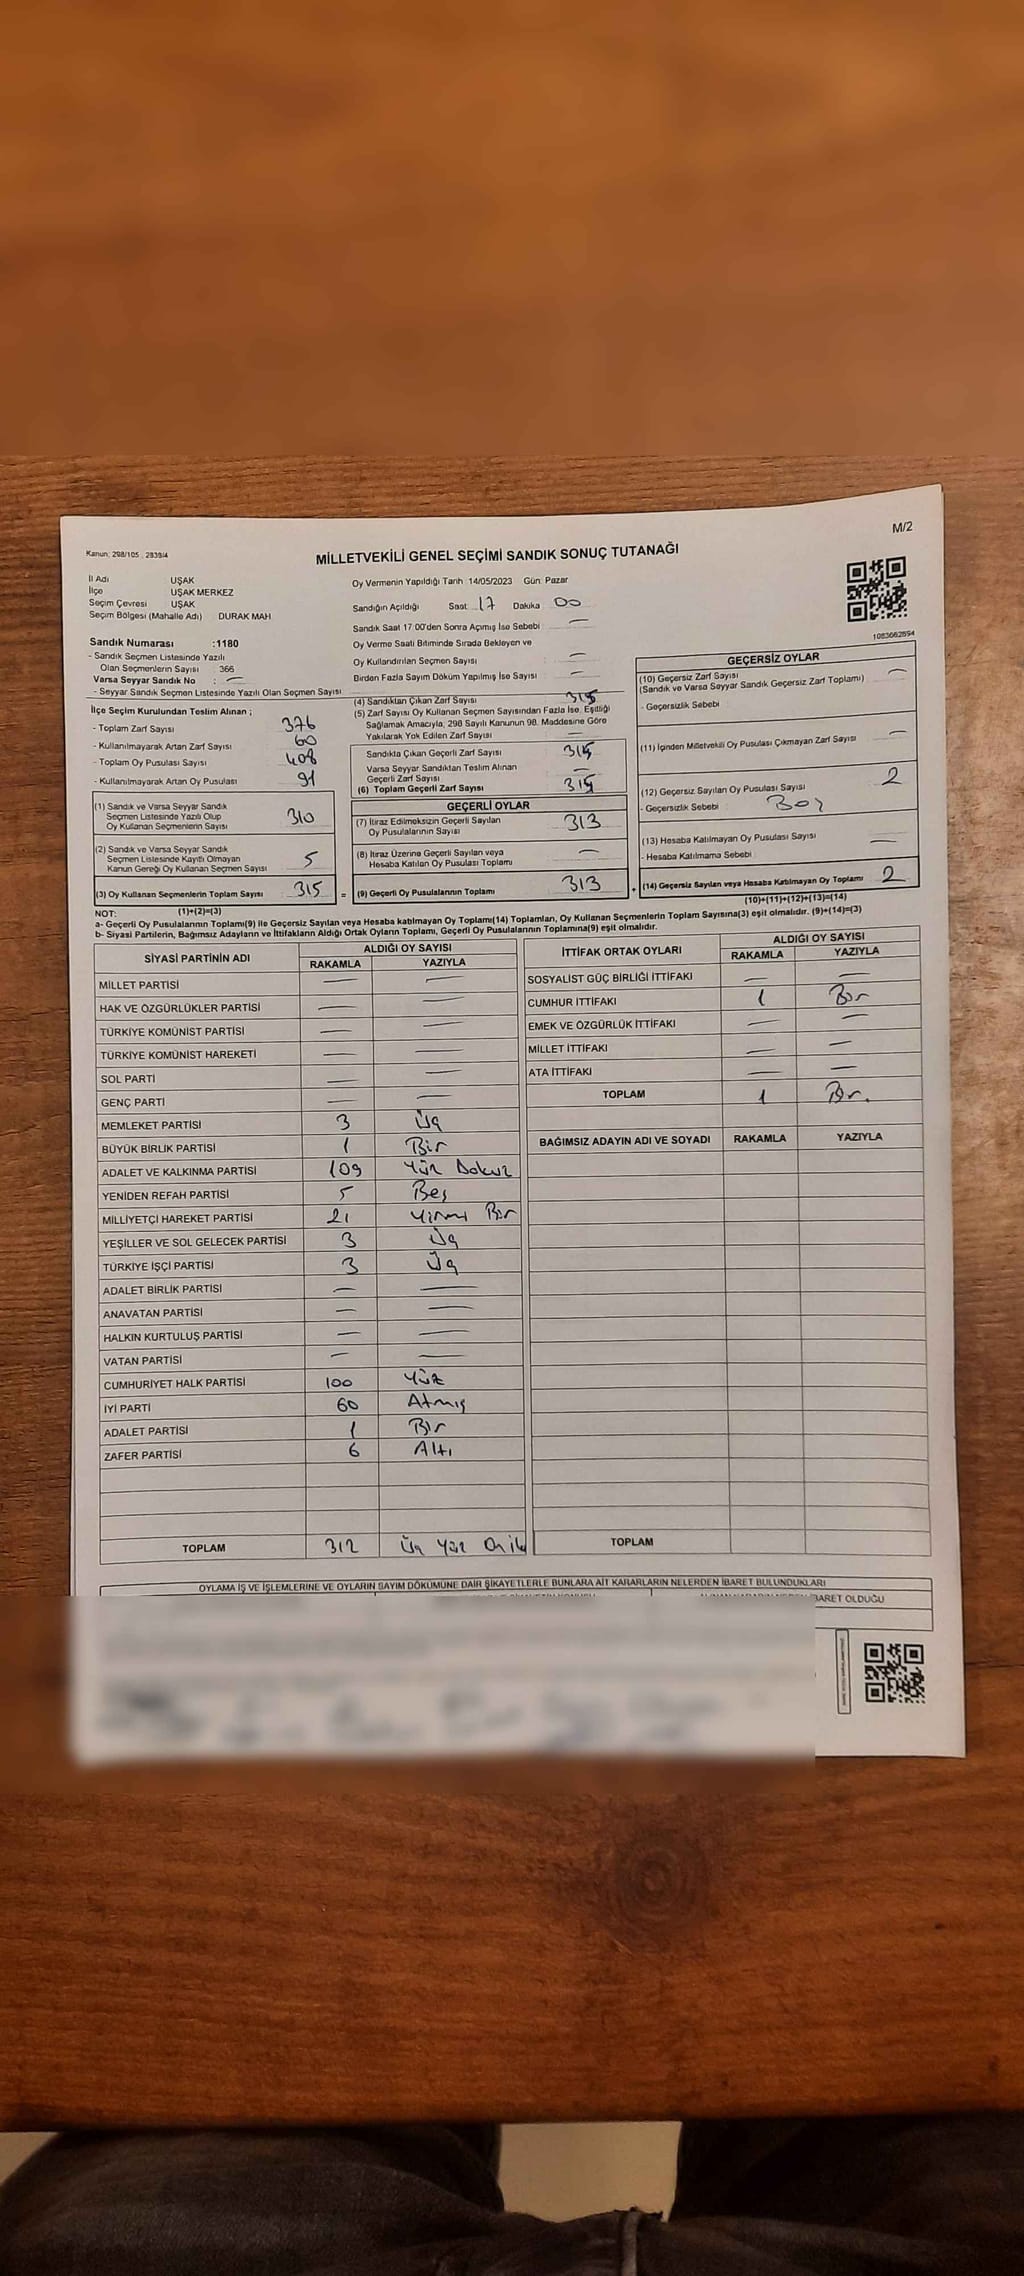 M/2
Kanun: 298/105 , 2839/4
MİLLETVEKİLİ GENEL SEÇİMİ SANDIK SONUÇ TUTANAĞI
İl Adı UŞAK
İlçe UŞAK MERKEZ
Seçim Çevresi UŞAK
Seçim Bölgesi (Mahalle Adı) DURAK MAH
Sandık Numarası :1180
- Sandık Seçmen Listesinde Yazılı
Olan Seçmenlerin Sayısı : 366
Varsa Seyyar Sandık No : —
- Seyyar Sandık Seçmen Listesinde Yazılı Olan Seçmen Sayısı
Oy Vermenin Yapıldığı Tarih 14/05/2023 Gün: Pazar
Sandığın Açıldığı Saat 17 Dakika 00
Sandık Saat 17:00'den Sonra Açımış İse Sebebi —
Oy Verme Saati Bitiminde Sırada Bekleyen ve
Oy Kullandırılan Seçmen Sayısı —
Birden Fazla Sayım Döküm Yapılmış İse Sayısı —
1083662694
İlçe Seçim Kurulundan Teslim Alınan ;
- Toplam Zarf Sayısı 376
- Kullanılmayarak Artan Zarf Sayısı 60
- Toplam Oy Pusulası Sayısı 408
- Kullanılmayarak Artan Oy Pusulası 91
(1) Sandık ve Varsa Seyyar Sandık
Seçmen Listesinde Yazılı Olup
Oy Kullanan Seçmenlerin Sayısı 310
(2) Sandık ve Varsa Seyyar Sandık
Seçmen Listesinde Kayıtlı Olmayan
Kanun Gereği Oy Kullanan Seçmen Sayısı 5
(3) Oy Kullanan Seçmenlerin Toplam Sayısı 315 =
(1)+(2)=(3)
(4) Sandıktan Çıkan Zarf Sayısı 315
(5) Zarf Sayısı Oy Kullanan Seçmen Sayısından Fazla İse, Eşitliği
Sağlamak Amacıyla, 298 Sayılı Kanunun 98. Maddesine Göre
Yakılarak Yok Edilen Zarf Sayısı —
Sandıkta Çıkan Geçerli Zarf Sayısı 315
Varsa Seyyar Sandıktan Teslim Alınan
Geçerli Zarf Sayısı —
(6) Toplam Geçerli Zarf Sayısı 315
GEÇERLİ OYLAR
(7) İtiraz Edilmeksizin Geçerli Sayılan
Oy Pusulalarının Sayısı 313
(8) İtiraz Üzerine Geçerli Sayılan veya
Hesaba Katılan Oy Pusulası Toplamı —
(9) Geçerli Oy Pusulalarının Toplamı 313 +
GEÇERSİZ OYLAR
(10) Geçersiz Zarf Sayısı —
(Sandık ve Varsa Seyyar Sandık Geçersiz Zarf Toplamı)
- Geçersizlik Sebebi
(11) İçinden Milletvekili Oy Pusulası Çıkmayan Zarf Sayısı —
(12) Geçersiz Sayılan Oy Pusulası Sayısı 2
- Geçersizlik Sebebi : Boş
(13) Hesaba Katılmayan Oy Pusulası Sayısı —
- Hesaba Katılmama Sebebi
(14) Geçersiz Sayılan veya Hesaba Katılmayan Oy Toplamı 2
(10)+(11)+(12)+(13)=(14)
NOT:
a- Geçerli Oy Pusulalarının Toplamı(9) ile Geçersiz Sayılan veya Hesaba katılmayan Oy Toplamı(14) Toplamları, Oy Kullanan Seçmenlerin Toplam Sayısına(3) eşit olmalıdır. (9)+(14)=(3)
b- Siyasi Partilerin, Bağımsız Adayların ve İttifakların Aldığı Ortak Oyların Toplamı, Geçerli Oy Pusulalarının Toplamına(9) eşit olmalıdır.
SİYASİ PARTİNİN ADI ALDIĞI OY SAYISI
RAKAMLA YAZIYLA
MİLLET PARTİSİ — —
HAK VE ÖZGÜRLÜKLER PARTİSİ — —
TÜRKİYE KOMÜNİST PARTİSİ — —
TÜRKİYE KOMÜNİST HAREKETİ — —
SOL PARTİ — —
GENÇ PARTİ — —
MEMLEKET PARTİSİ 3 Üç
BÜYÜK BİRLİK PARTİSİ 1 Bir
ADALET VE KALKINMA PARTİSİ 109 Yüz Dokuz
YENİDEN REFAH PARTİSİ 5 Beş
MİLLİYETÇİ HAREKET PARTİSİ 21 Yirmi Bir
YEŞİLLER VE SOL GELECEK PARTİSİ 3 Üç
TÜRKİYE İŞÇİ PARTİSİ 3 Üç
ADALET BİRLİK PARTİSİ — —
ANAVATAN PARTİSİ — —
HALKIN KURTULUŞ PARTİSİ — —
VATAN PARTİSİ — —
CUMHURİYET HALK PARTİSİ 100 Yüz
İYİ PARTİ 60 Atmış
ADALET PARTİSİ 1 Bir
ZAFER PARTİSİ 6 Altı
TOPLAM 312 Üç Yüz On iki
İTTİFAK ORTAK OYLARI ALDIĞI OY SAYISI
RAKAMLA YAZIYLA
SOSYALİST GÜÇ BİRLİĞİ İTTİFAKI — —
CUMHUR İTTİFAKI 1 Bir
EMEK VE ÖZGÜRLÜK İTTİFAKI — —
MİLLET İTTİFAKI — —
ATA İTTİFAKI — —
TOPLAM 1 Bir.
BAĞIMSIZ ADAYIN ADI VE SOYADI RAKAMLA YAZIYLA
TOPLAM
OYLAMA İŞ VE İŞLEMLERİNE VE OYLARIN SAYIM DÖKÜMÜNE DAİR ŞİKAYETLERLE BUNLARA AİT KARARLARIN NELERDEN İBARET BULUNDUKLARI
İBARET OLDUĞU